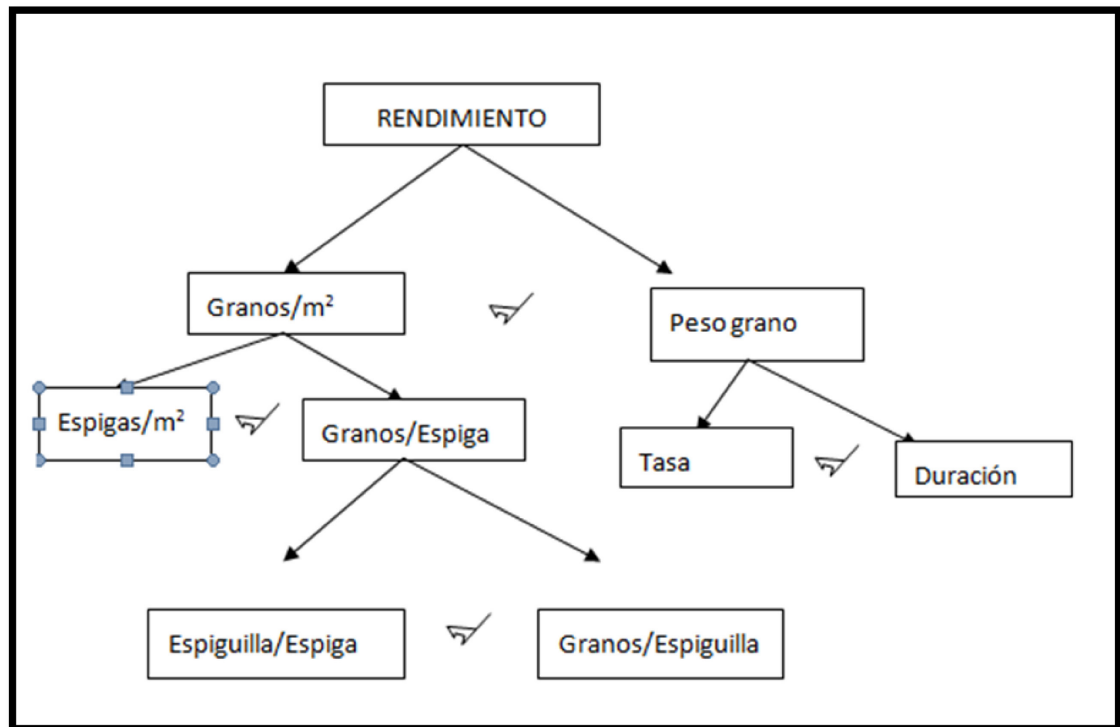 RENDIMIENTO
Granos/m²
Peso grano
Espigas/m²
Granos/Espiga
Tasa
Duración
Espiguilla/Espiga
Granos/Espiguilla